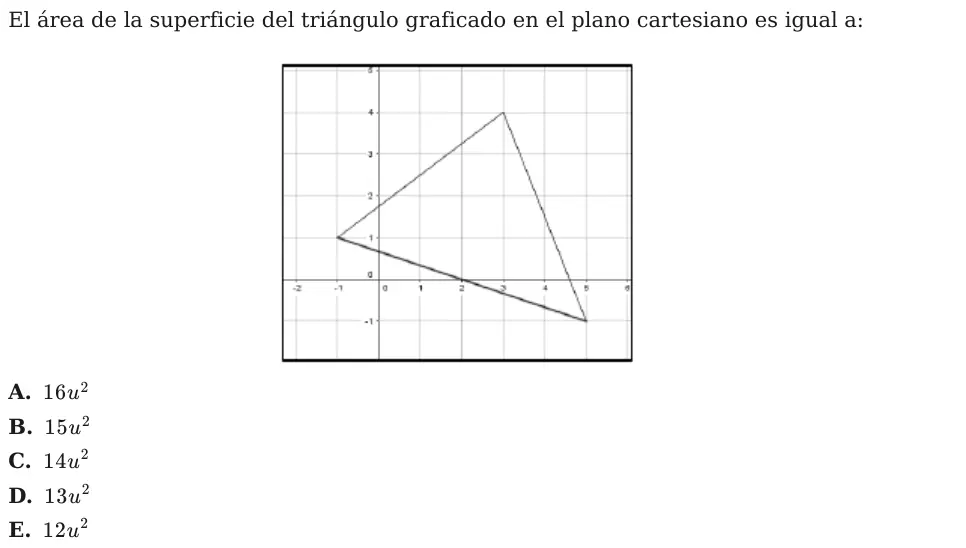 El área de la superficie del triángulo graficado en el plano cartesiano es igual a:
5
4
3
2
1
0
-2 -1 0 1 2 3 4 5 6
-1
A. 16u²
B. 15u²
C. 14u²
D. 13u²
E. 12u²